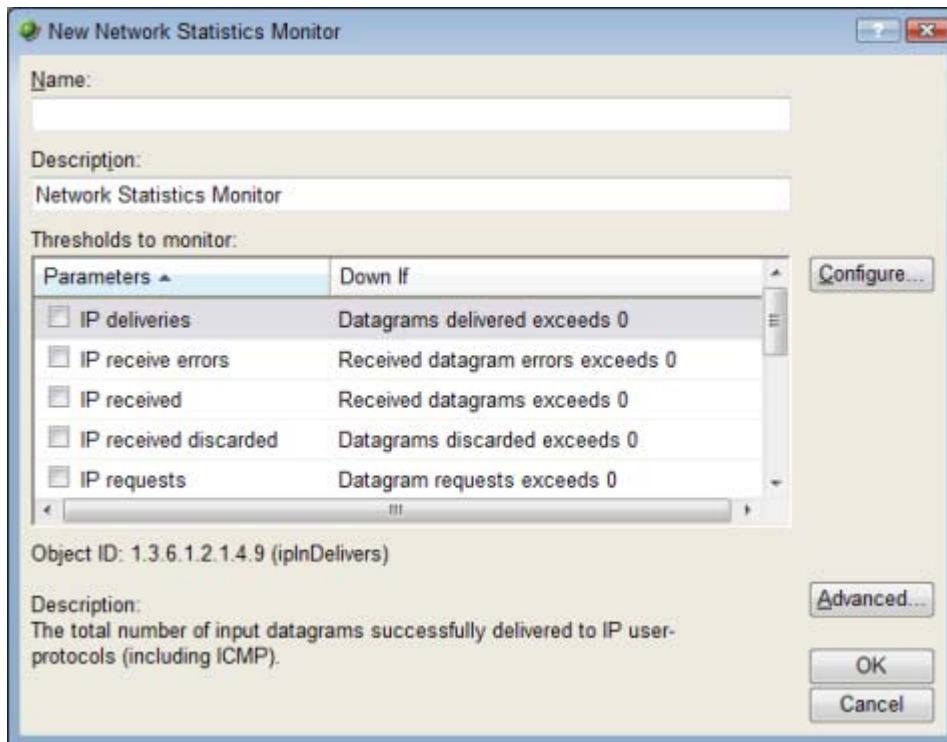 New Network Statistics Monitor
Name:
Description:
Network Statistics Monitor
Thresholds to monitor:
Parameters Down If
IP deliveries Datagrams delivered exceeds 0
IP receive errors Received datagram errors exceeds 0
IP received Received datagrams exceeds 0
IP received discarded Datagrams discarded exceeds 0
IP requests Datagram requests exceeds 0
Configure...
Object ID: 1.3.6.1.2.1.4.9 (ipInDelivers)
Description:
The total number of input datagrams successfully delivered to IP user-
protocols (including ICMP).
Advanced...
OK
Cancel